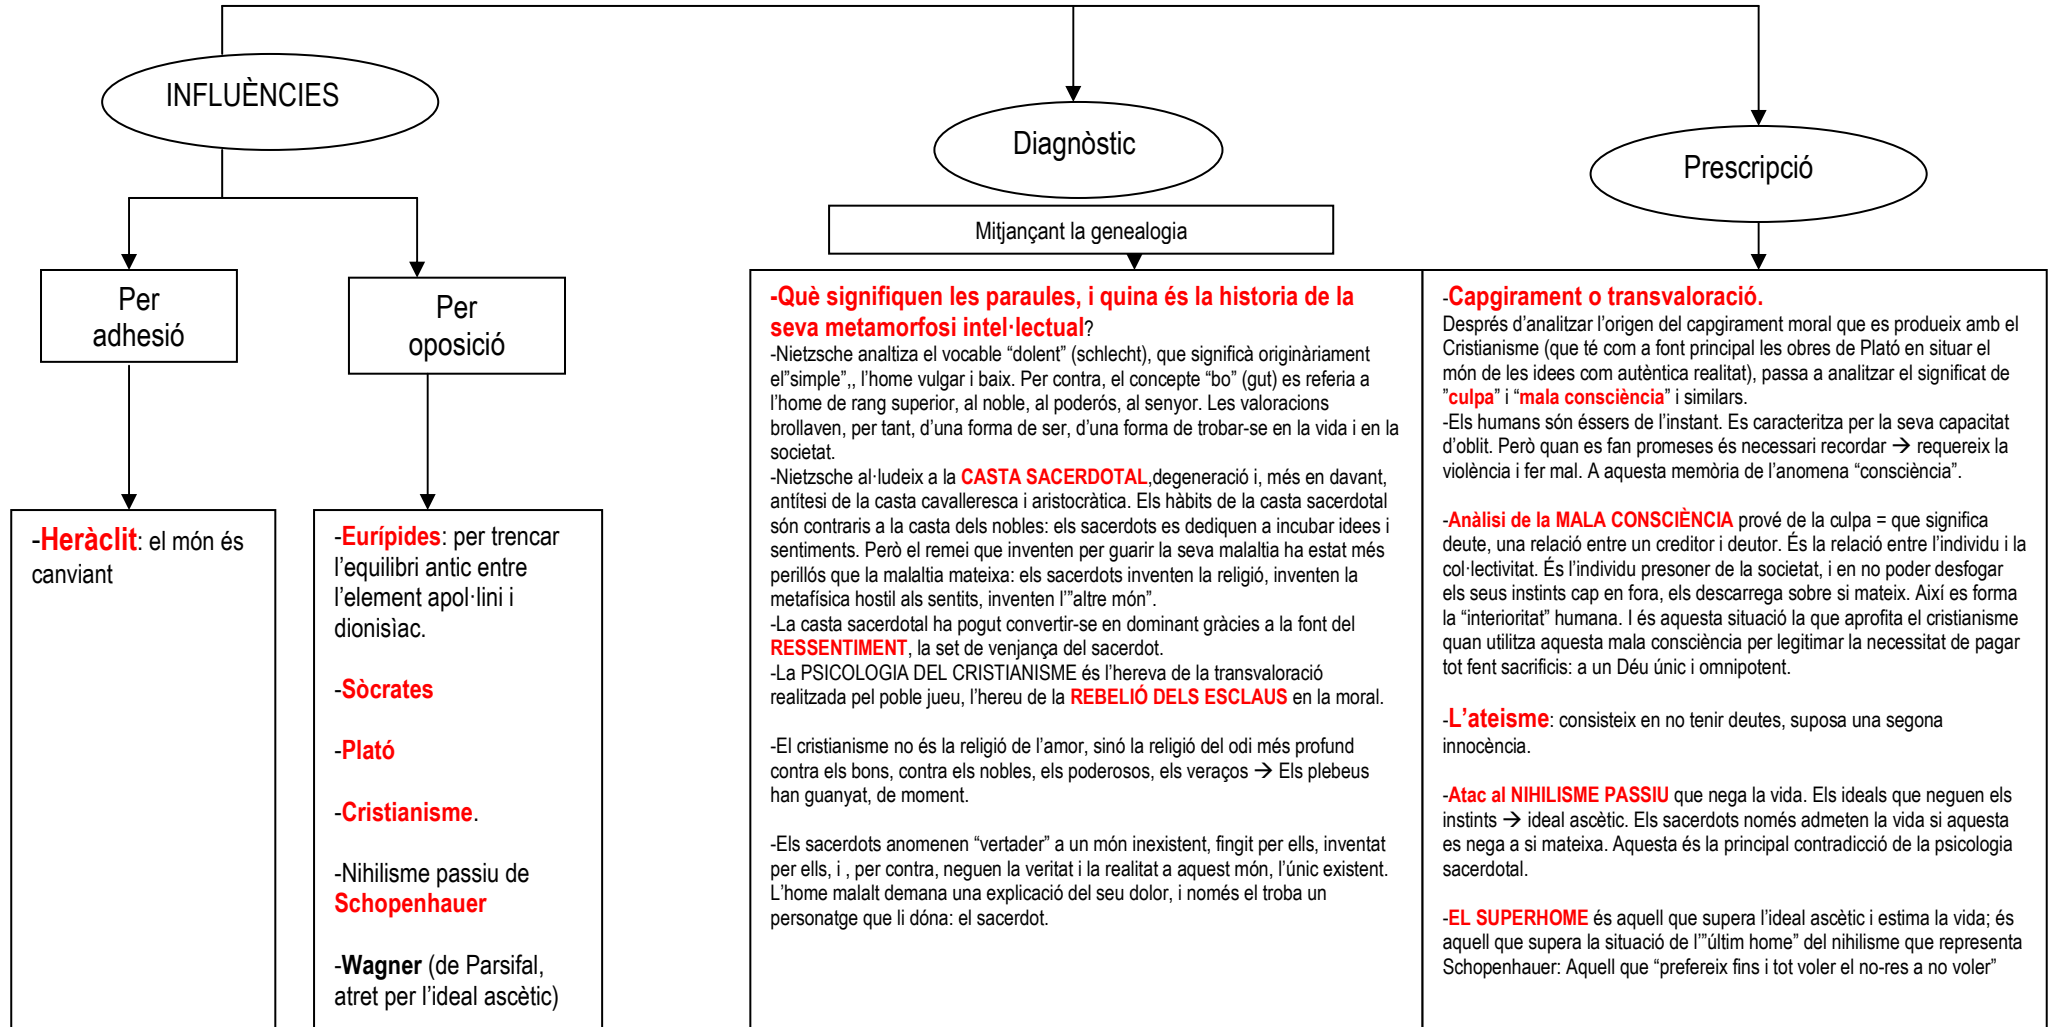 INFLUÈNCIES
Diagnòstic
Prescripció
Mitjançant la genealogia
Per
adhesió
Per
oposició
-Heràclit: el món és
canviant
-Eurípides: per trencar
l’equilibri antic entre
l’element apol·lini i
dionisìac.
-Sòcrates
-Plató
-Cristianisme.
-Nihilisme passiu de
Schopenhauer
-Wagner (de Parsifal,
atret per l’ideal ascètic)
-Què signifiquen les paraules, i quina és la historia de la
seva metamorfosi intel·lectual?
-Nietzsche analtiza el vocable “dolent” (schlecht), que significà originàriament
el”simple”,, l’home vulgar i baix. Per contra, el concepte “bo” (gut) es referia a
l’home de rang superior, al noble, al poderós, al senyor. Les valoracions
brollaven, per tant, d’una forma de ser, d’una forma de trobar-se en la vida i en la
societat.
-Nietzsche al·ludeix a la CASTA SACERDOTAL,degeneració i, més en davant,
antítesi de la casta cavalleresca i aristocràtica. Els hàbits de la casta sacerdotal
són contraris a la casta dels nobles: els sacerdots es dediquen a incubar idees i
sentiments. Però el remei que inventen per guarir la seva malaltia ha estat més
perillós que la malaltia mateixa: els sacerdots inventen la religió, inventen la
metafísica hostil als sentits, inventen l’”altre món”.
-La casta sacerdotal ha pogut convertir-se en dominant gràcies a la font del
RESSENTIMENT, la set de venjança del sacerdot.
-La PSICOLOGIA DEL CRISTIANISME és l’hereva de la transvaloració
realitzada pel poble jueu, l’hereu de la REBELIÓ DELS ESCLAUS en la moral.
-El cristianisme no és la religió de l’amor, sinó la religió del odi més profund
contra els bons, contra els nobles, els poderosos, els veraços → Els plebeus
han guanyat, de moment.
-Els sacerdots anomenen “vertader” a un món inexistent, fingit per ells, inventat
per ells, i , per contra, neguen la veritat i la realitat a aquest món, l’únic existent.
L’home malalt demana una explicació del seu dolor, i només el troba un
personatge que li dóna: el sacerdot.
-Capgirament o transvaloració.
Després d’analitzar l’origen del capgirament moral que es produeix amb el
Cristianisme (que té com a font principal les obres de Plató en situar el
món de les idees com autèntica realitat), passa a analitzar el significat de
”culpa” i “mala consciència” i similars.
-Els humans són éssers de l’instant. Es caracteritza per la seva capacitat
d’oblit. Però quan es fan promeses és necessari recordar → requereix la
violència i fer mal. A aquesta memòria de l’anomena “consciència”.
-Anàlisi de la MALA CONSCIÈNCIA prové de la culpa = que significa
deute, una relació entre un creditor i deutor. És la relació entre l’individu i la
col·lectivitat. És l’individu presoner de la societat, i en no poder desfogar
els seus instints cap en fora, els descarrega sobre si mateix. Així es forma
la “interioritat” humana. I és aquesta situació la que aprofita el cristianisme
quan utilitza aquesta mala consciència per legitimar la necessitat de pagar
tot fent sacrificis: a un Déu únic i omnipotent.
-L’ateisme: consisteix en no tenir deutes, suposa una segona
innocència.
-Atac al NIHILISME PASSIU que nega la vida. Els ideals que neguen els
instints → ideal ascètic. Els sacerdots només admeten la vida si aquesta
es nega a si mateixa. Aquesta és la principal contradicció de la psicologia
sacerdotal.
-EL SUPERHOME és aquell que supera l’ideal ascètic i estima la vida; és
aquell que supera la situació de l’”últim home” del nihilisme que representa
Schopenhauer: Aquell que “prefereix fins i tot voler el no-res a no voler”